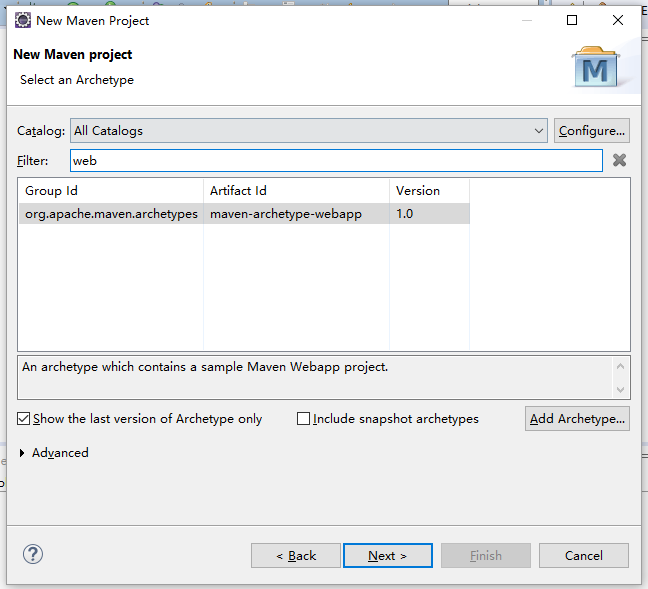 New Maven Project
New Maven project
Select an Archetype
M
Catalog: All Catalogs Configure...
Filter: web
Group Id Artifact Id Version
org.apache.maven.archetypes maven-archetype-webapp 1.0
An archetype which contains a sample Maven Webapp project.
Show the last version of Archetype only Include snapshot archetypes Add Archetype...
Advanced
? < Back Next > Finish Cancel